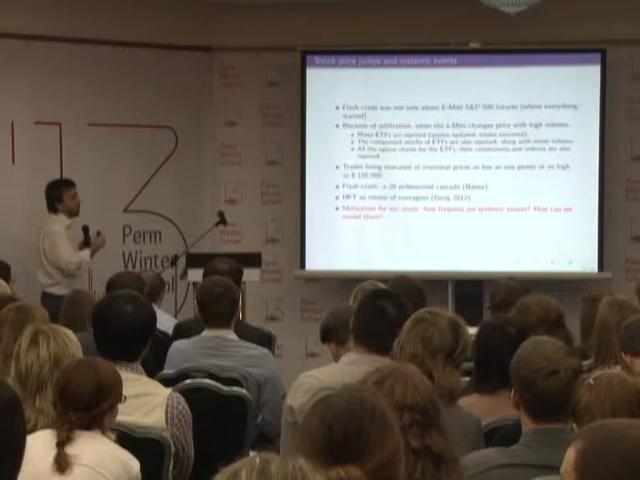 Stock price jumps and systemic events
Flash crash was not only about E-Mini S&P 500 futures (where everything
started)
Because of arbitration, when the e-Mini changes price with high volume,
Many ETFs are repriced (quotes updated, trades executed)
The component stocks of ETFs are also repriced, along with many indexes
All the option chains for the ETFs, their components and indexes are also
repriced
Trades being executed at irrational prices as low as one penny or as high
as $ 100,000
Flash crash: a 20 millisecond cascade (Nanex)
HFT as means of contagion (Gang 2012)
Motivation for our study: how frequent are systemic events? How can we
model them?
13
Perm
Winter
School
Perm
Winter
School